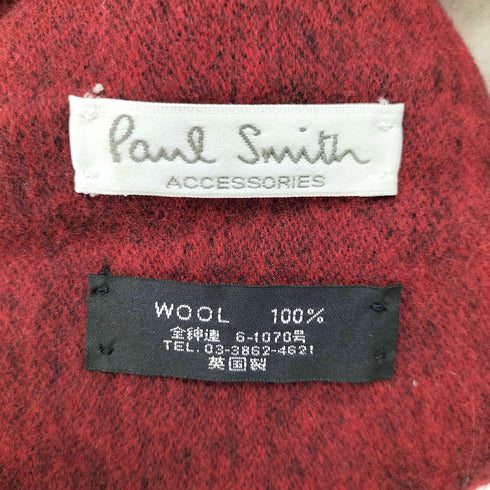 Paul Smith
ACCESSORIES
WOOL 100%
全鉮連 6-1070号
TEL. 03-3862-4621
英国製